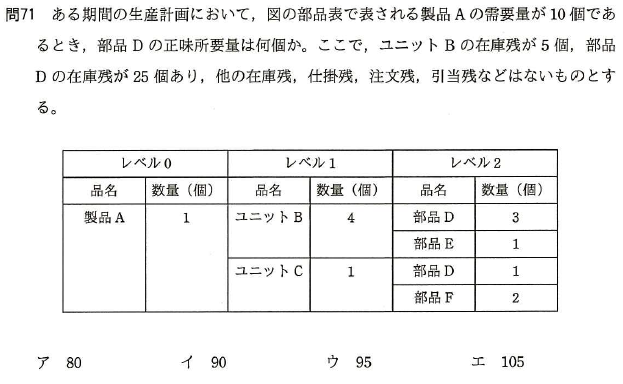 問71 ある期間の生産計画において，図の部品表で表される製品Aの需要量が10個であ
るとき，部品Dの正味所要量は何個か。ここで，ユニットBの在庫残が5個，部品
Dの在庫残が25個あり，他の在庫残，仕掛残，注文残，引当残などはないものとす
る。
レベル0 レベル1 レベル2
品名 数量（個） 品名 数量（個） 品名 数量（個）
製品A 1 ユニットB 4 部品D 3
部品E 1
ユニットC 1 部品D 1
部品F 2
ア 80 イ 90 ウ 95 エ 105